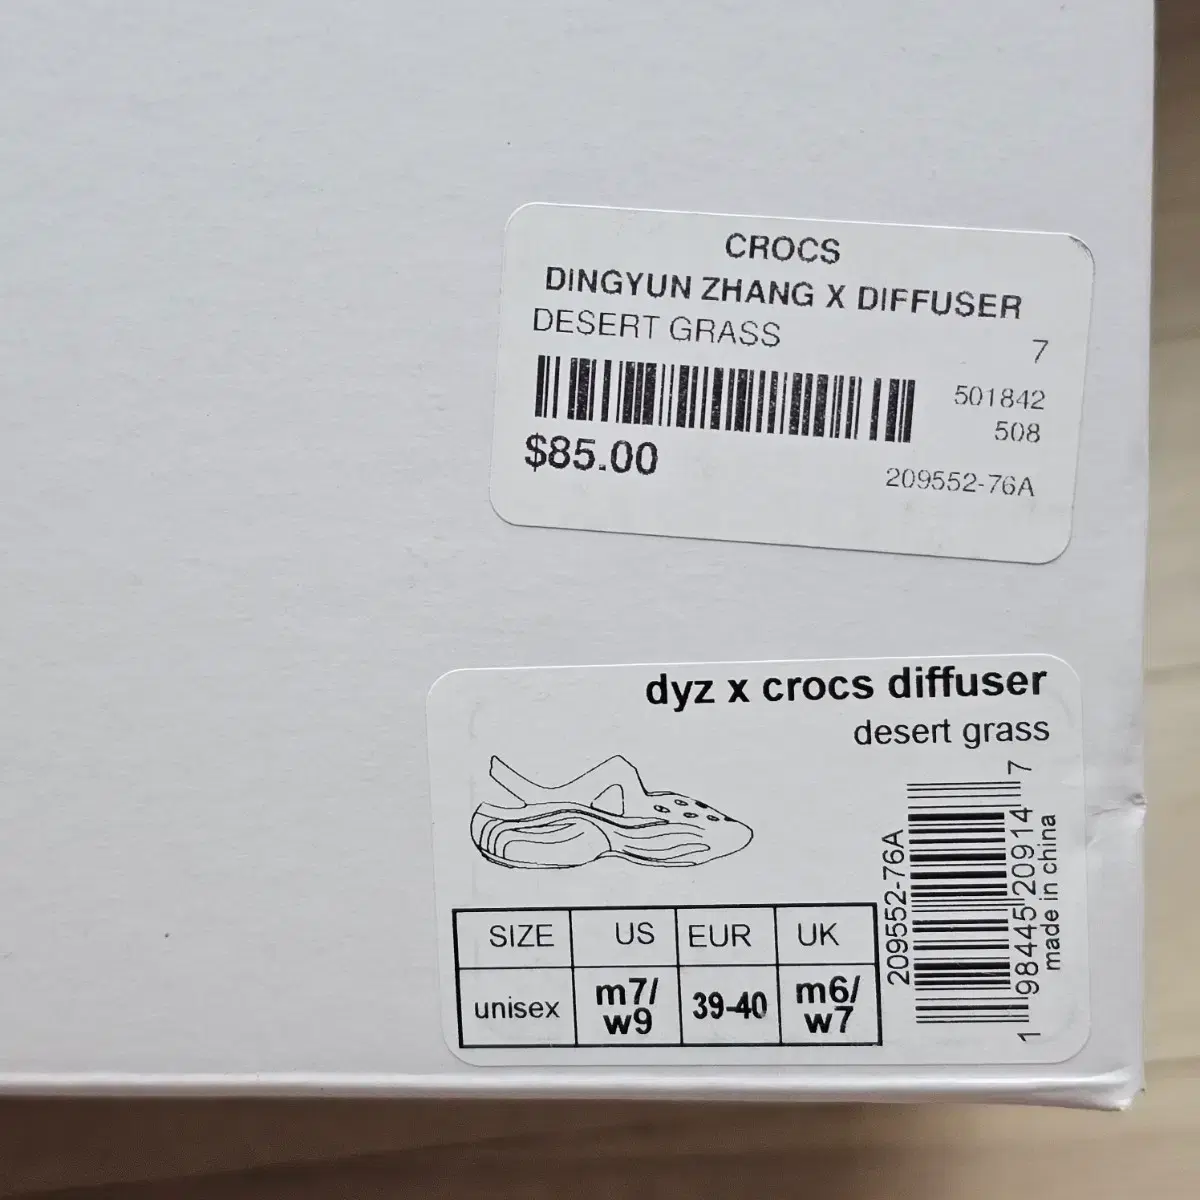 CROCS
DINGYUN ZHANG X DIFFUSER
DESERT GRASS
7
501842
508
$85.00
209552-76A
dyz x crocs diffuser
desert grass
SIZE US EUR UK
unisex m7/ w9 39-40 m6/ w7
209552-76A
1 98445 20914 7
made in china